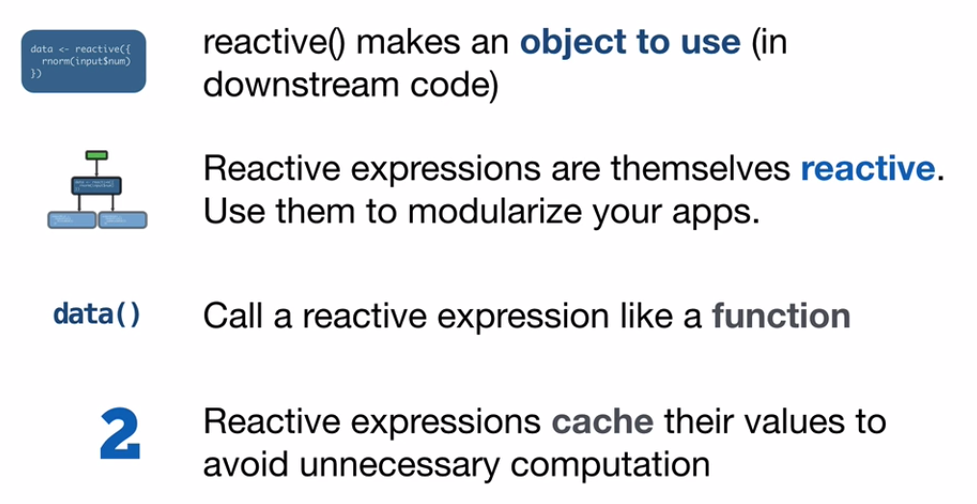 data <- reactive({
rnorm(input$num)
})
reactive() makes an object to use (in
downstream code)
Reactive expressions are themselves reactive.
Use them to modularize your apps.
data()
Call a reactive expression like a function
2
Reactive expressions cache their values to
avoid unnecessary computation